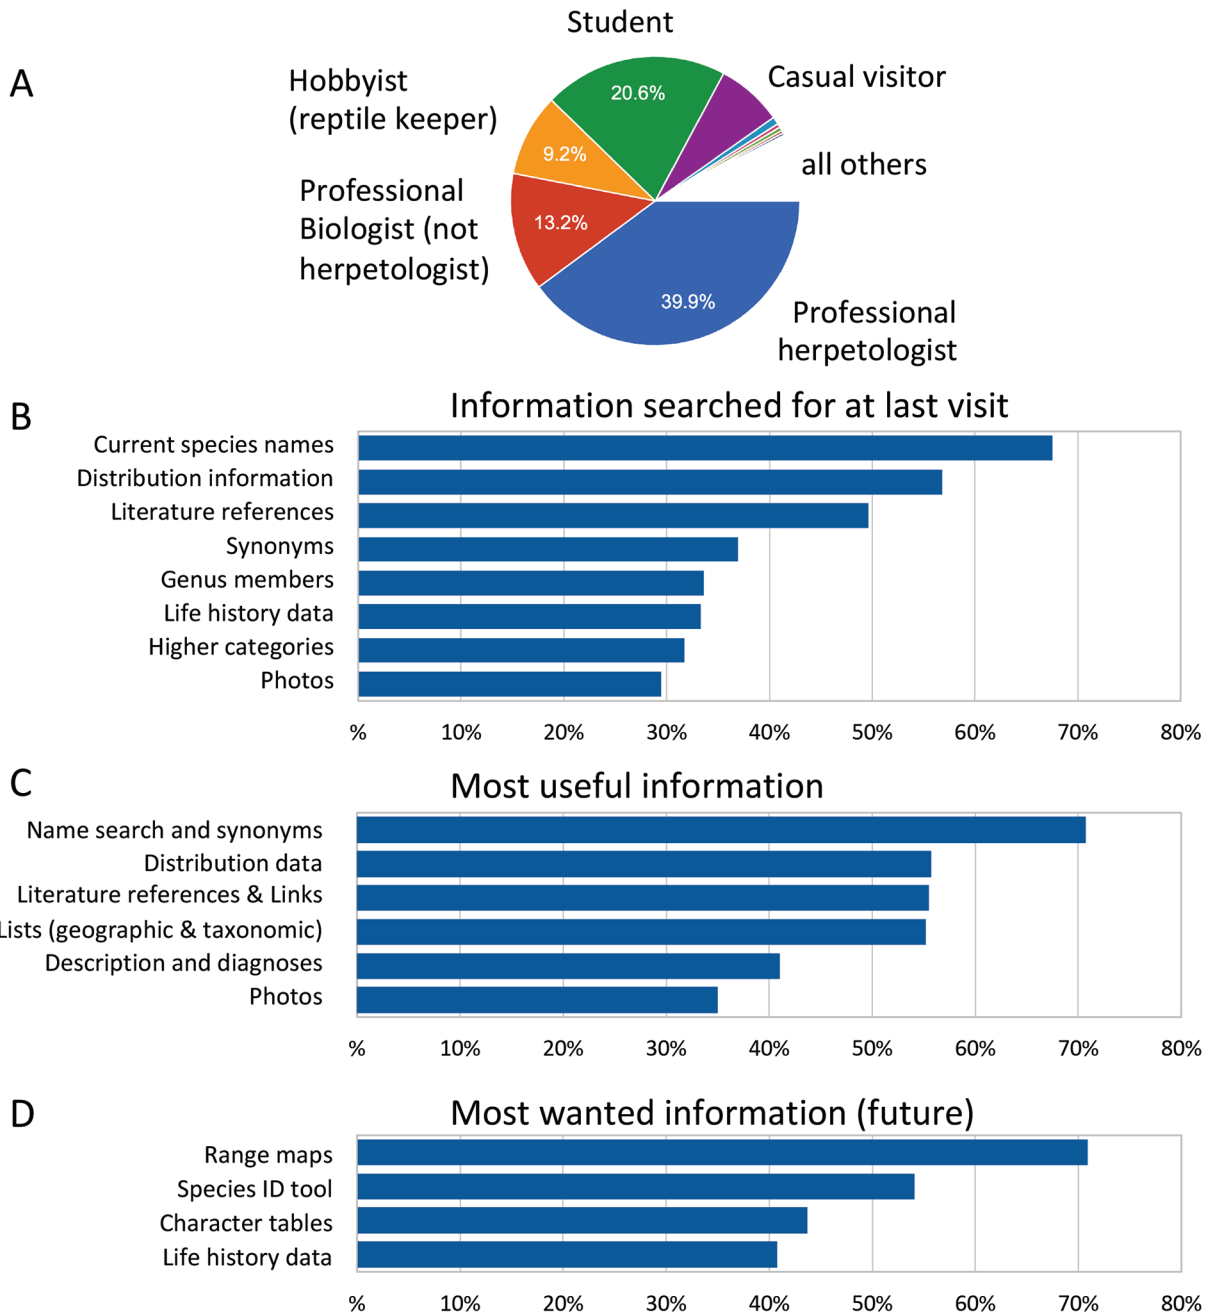 A
Student
Hobbyist
(reptile keeper)
Casual visitor
20.6%
9.2%
all others
Professional
Biologist (not
herpetologist)
13.2%
39.9%
Professional
herpetologist
B
Information searched for at last visit
Current species names
Distribution information
Literature references
Synonyms
Genus members
Life history data
Higher categories
Photos
% 10% 20% 30% 40% 50% 60% 70% 80%
C
Most useful information
Name search and synonyms
Distribution data
Literature references & Links
Lists (geographic & taxonomic)
Description and diagnoses
Photos
% 10% 20% 30% 40% 50% 60% 70% 80%
D
Most wanted information (future)
Range maps
Species ID tool
Character tables
Life history data
% 10% 20% 30% 40% 50% 60% 70% 80%